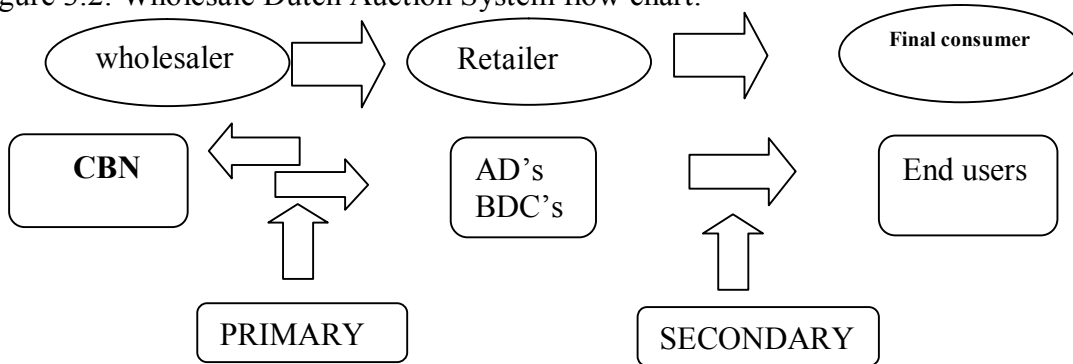 gure 3.2: Wholesale Dutch Auction System flow chart.
wholesaler
Retailer
Final consumer
CBN
AD's
BDC's
End users
PRIMARY
SECONDARY